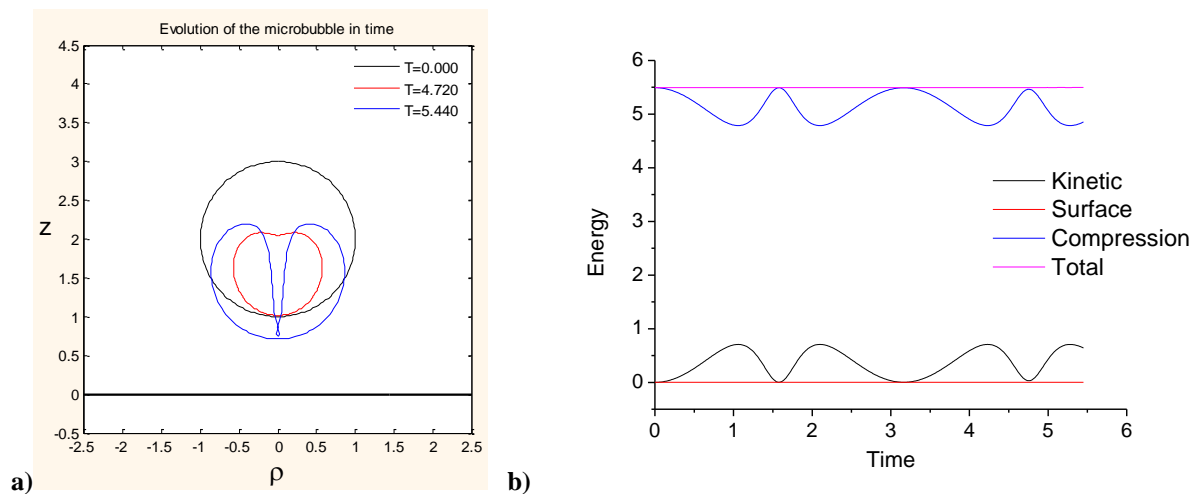 Evolution of the microbubble in time
4.5
4
3.5
3
2.5
2
1.5
1
0.5
0
-0.5
z
T=0.000
T=4.720
T=5.440
-2.5 -2 -1.5 -1 -0.5 0 0.5 1 1.5 2 2.5
ρ
a)
6
5
4
3
2
1
0
Energy
Kinetic
Surface
Compression
Total
0 1 2 3 4 5 6
Time
b)